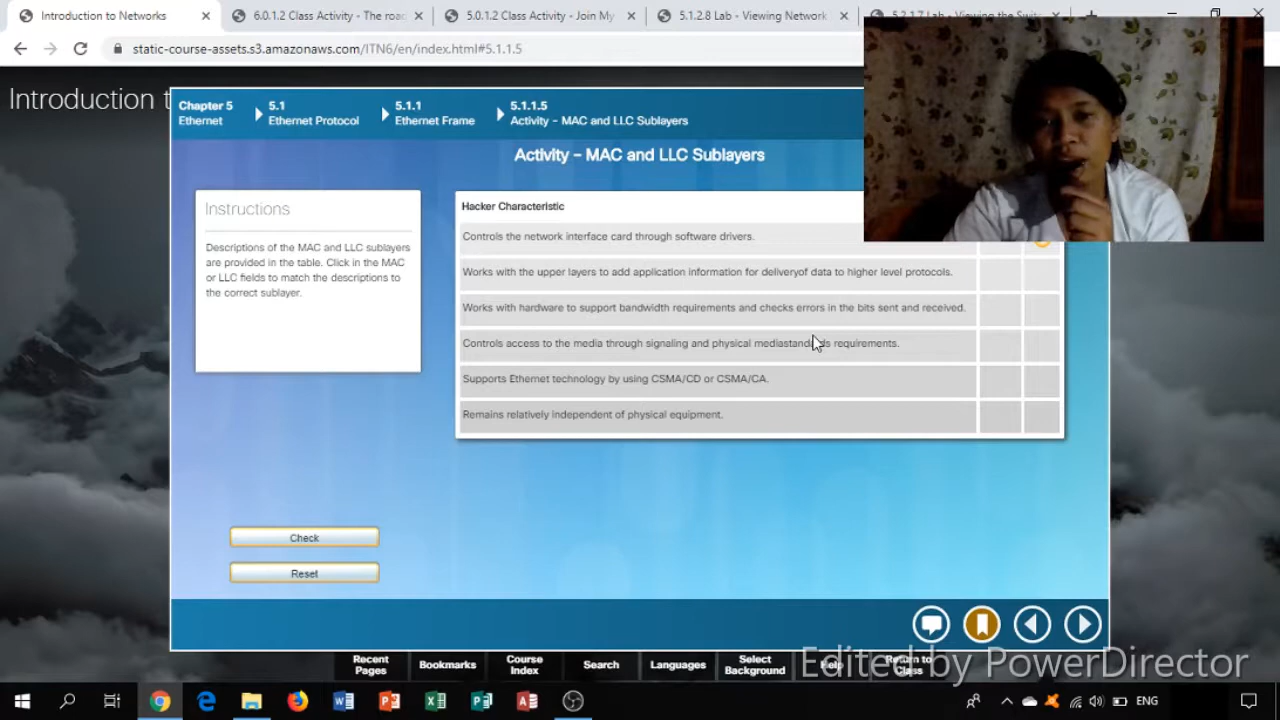 Introduction to Networks
6.0.1.2 Class Activity - The roa
5.0.1.2 Class Activity - Join My
5.1.2.8 Lab - Viewing Network
static-course-assets.s3.amazonaws.com/ITN6/en/index.html#5.1.1.5
Introduction t
Chapter 5
Ethernet
5.1
Ethernet Protocol
5.1.1
Ethernet Frame
5.1.1.5
Activity – MAC and LLC Sublayers
Activity – MAC and LLC Sublayers
Instructions
Descriptions of the MAC and LLC sublayers
are provided in the table. Click in the MAC
or LLC fields to match the descriptions to
the correct sublayer.
Hacker Characteristic
Controls the network interface card through software drivers.
Works with the upper layers to add application information for deliveryof data to higher level protocols.
Works with hardware to support bandwidth requirements and checks errors in the bits sent and received.
Controls access to the media through signaling and physical mediastandards requirements.
Supports Ethernet technology by using CSMA/CD or CSMA/CA.
Remains relatively independent of physical equipment.
Check
Reset
Recent
Pages
Bookmarks
Course
Index
Search
Languages
Select
Background
Help
Return to
Class
Edited by PowerDirector
ENG